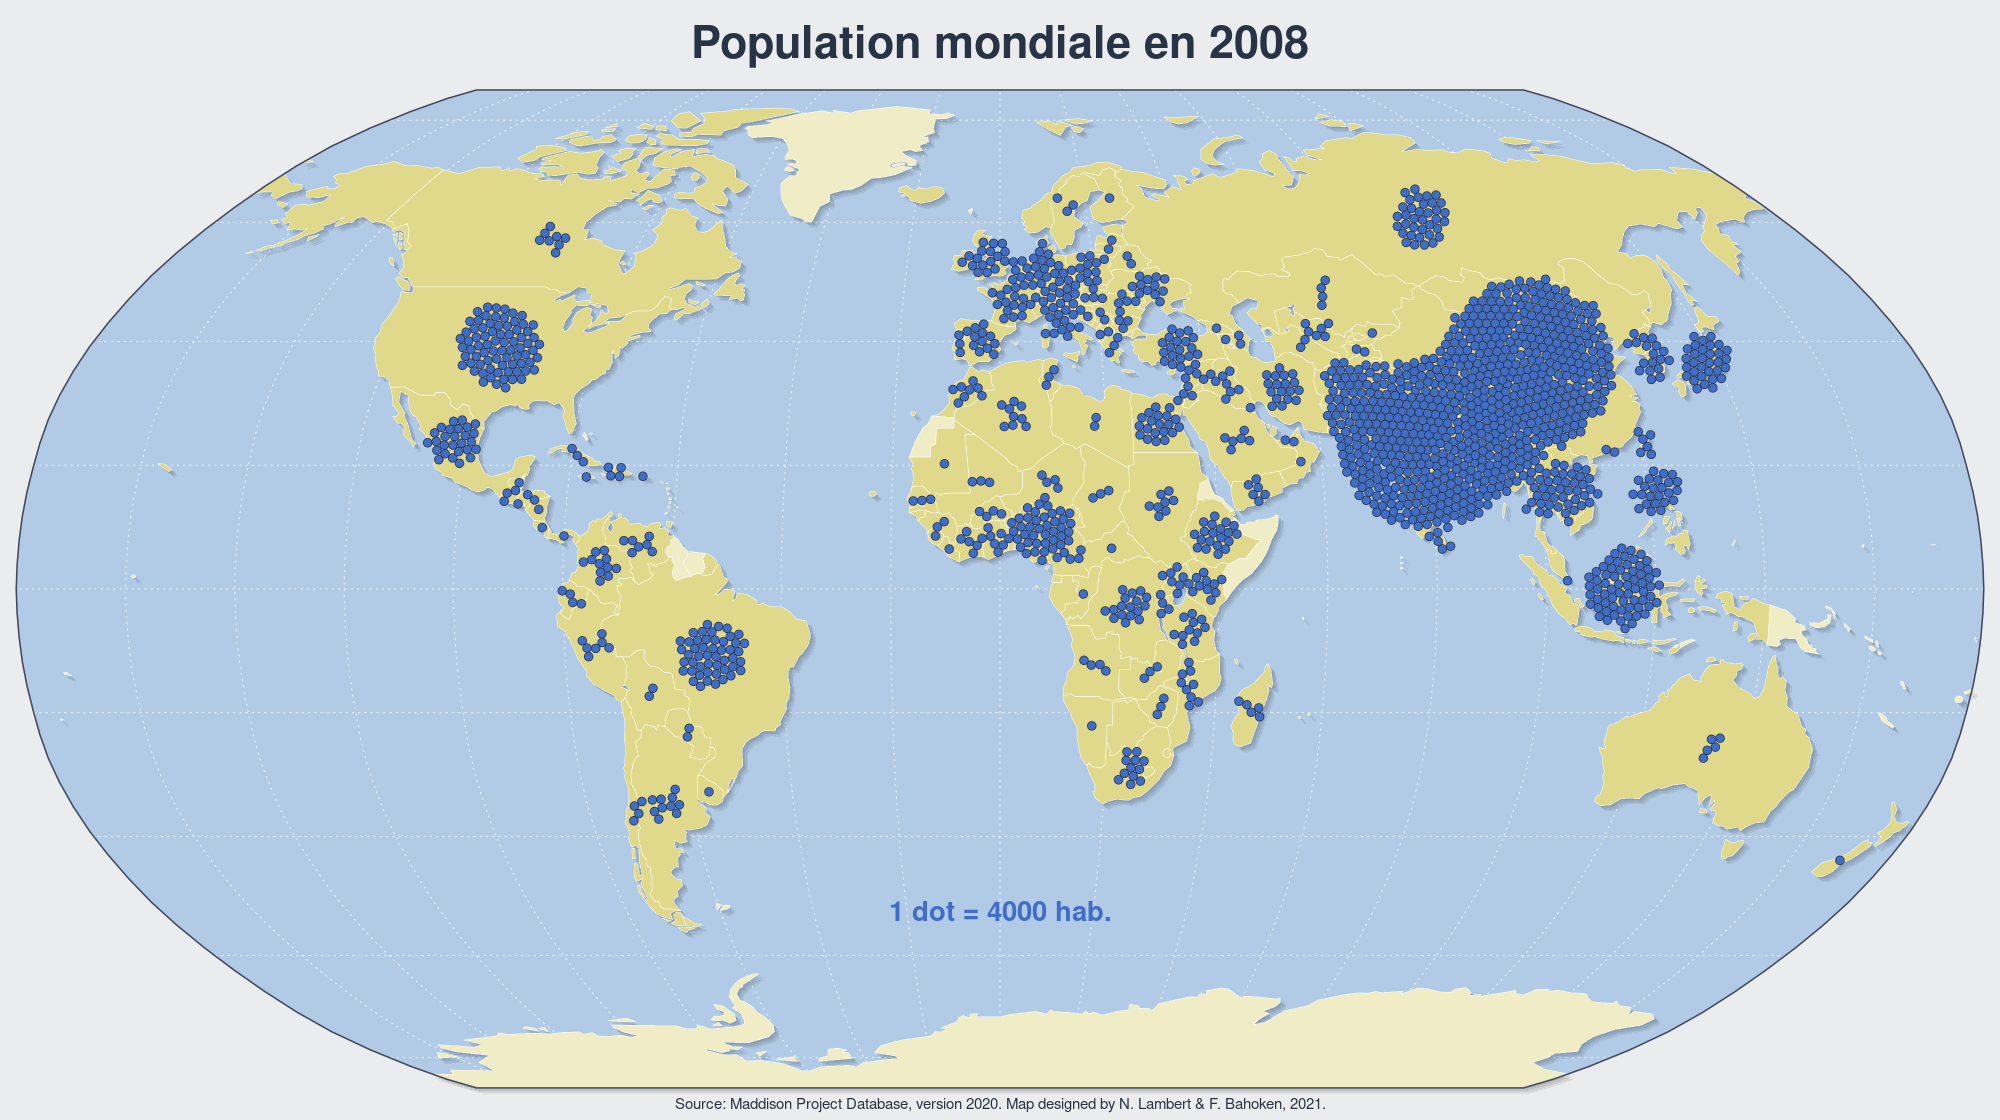 Population mondiale en 2008
1 dot = 4000 hab.
Source: Maddison Project Database, version 2020. Map designed by N. Lambert & F. Bahoken, 2021.